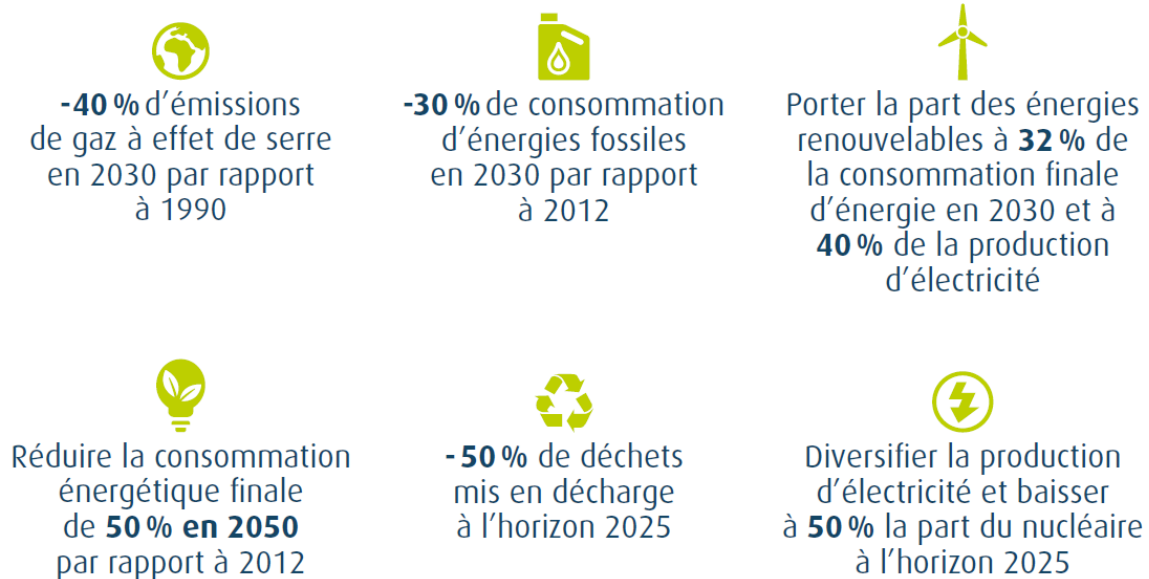 -40 % d'émissions
de gaz à effet de serre
en 2030 par rapport
à 1990
-30 % de consommation
d'énergies fossiles
en 2030 par rapport
à 2012
Porter la part des énergies
renouvelables à 32 % de
la consommation finale
d'énergie en 2030 et à
40 % de la production
d'électricité
Réduire la consommation
énergétique finale
de 50 % en 2050
par rapport à 2012
- 50 % de déchets
mis en décharge
à l'horizon 2025
Diversifier la production
d'électricité et baisser
à 50 % la part du nucléaire
à l'horizon 2025